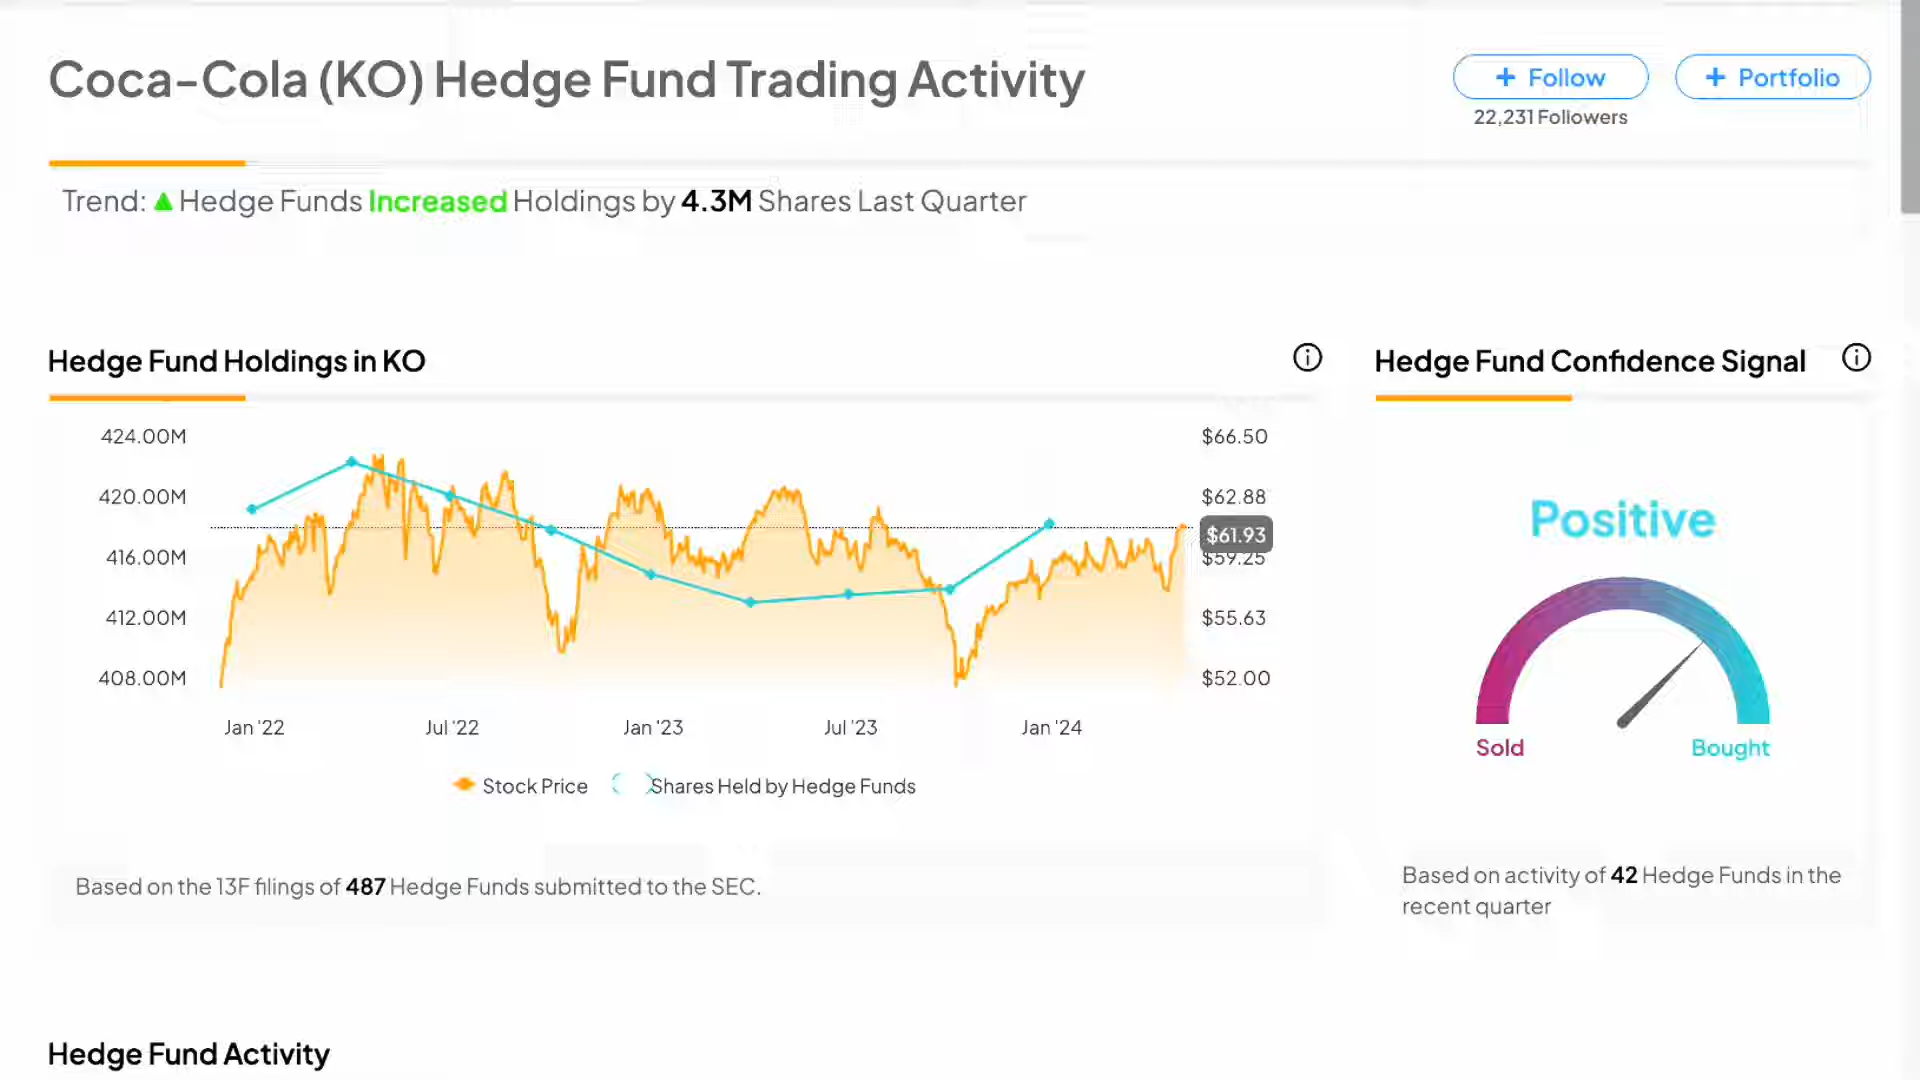 Coca-Cola (KO) Hedge Fund Trading Activity
+ Follow
+ Portfolio
22,231 Followers
Trend: ▲ Hedge Funds Increased Holdings by 4.3M Shares Last Quarter
Hedge Fund Holdings in KO
424.00M
420.00M
416.00M
412.00M
408.00M
$66.50
$62.88
$61.93
$59.25
$55.63
$52.00
Jan '22
Jul '22
Jan '23
Jul '23
Jan '24
Stock Price
Shares Held by Hedge Funds
Based on the 13F filings of 487 Hedge Funds submitted to the SEC.
Hedge Fund Confidence Signal
Positive
Sold
Bought
Based on activity of 42 Hedge Funds in the
recent quarter
Hedge Fund Activity